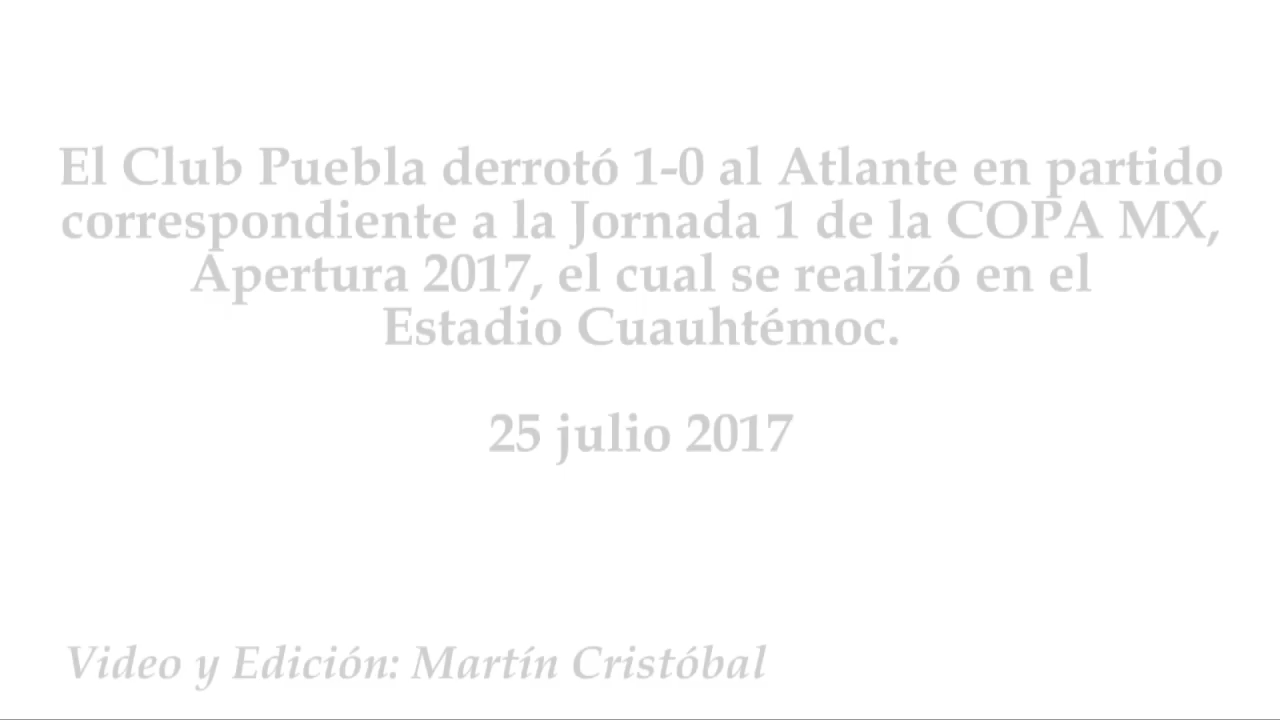 El Club Puebla derrotó 1-0 al Atlante en partido
correspondiente a la Jornada 1 de la COPA MX,
Apertura 2017, el cual se realizó en el
Estadio Cuauhtémoc.
25 julio 2017
Video y Edición: Martín Cristóbal